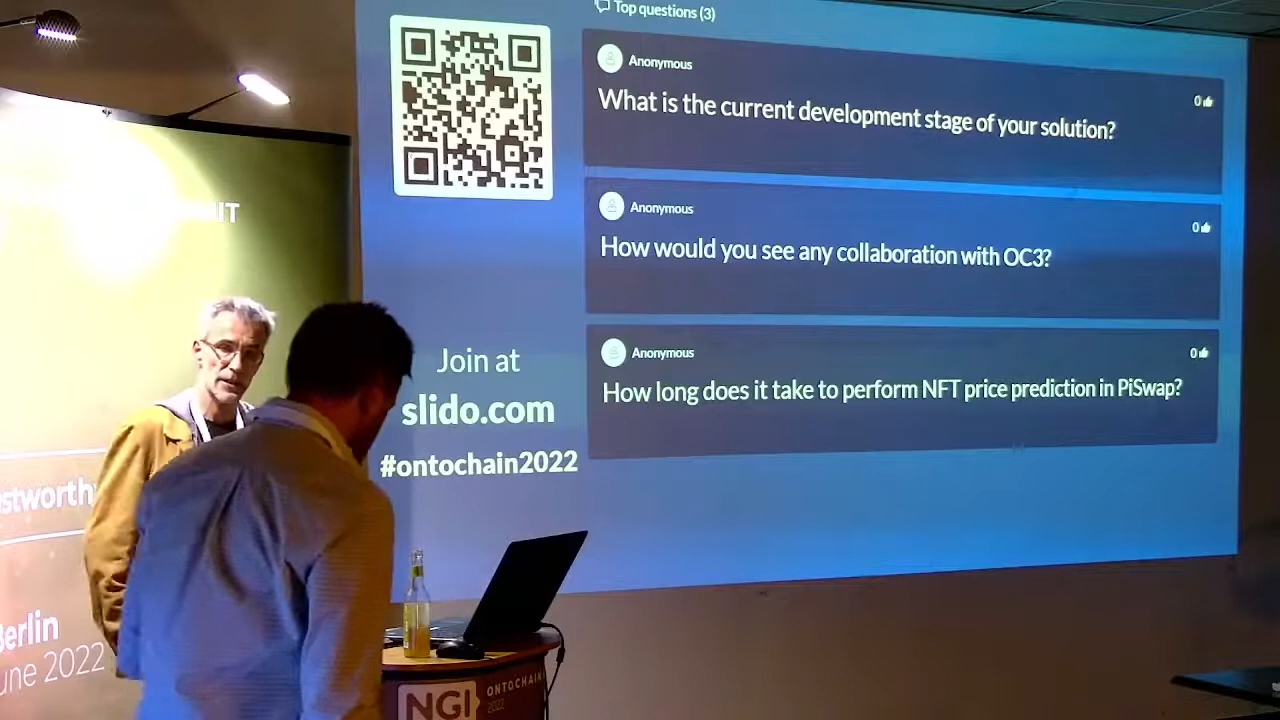 Top questions (3)
Anonymous
0
What is the current development stage of your solution?
Anonymous
0
How would you see any collaboration with OC3?
Anonymous
0
How long does it take to perform NFT price prediction in PiSwap?
Join at
slido.com
#ontochain2022
IT
stworthy
Berlin
une 2022
NGI
ONTOCHAIN
2022